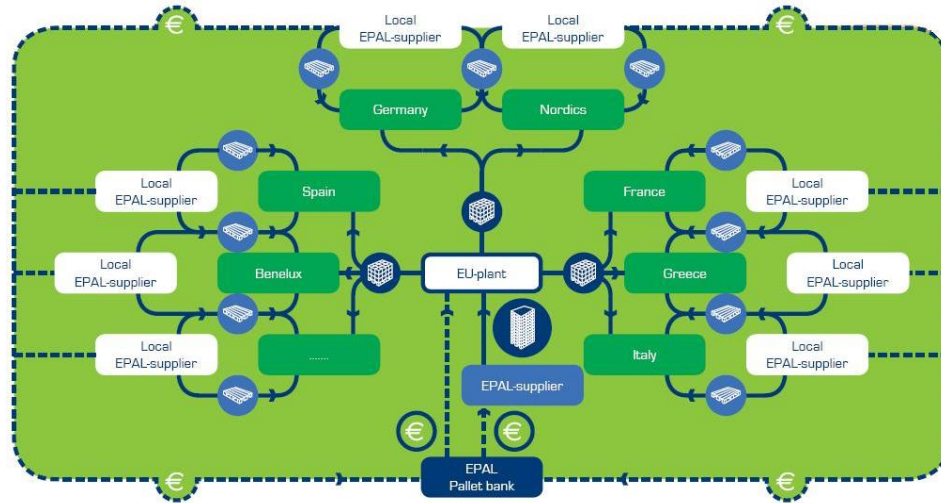 €
€
Local
EPAL-supplier
Local
EPAL-supplier
Germany
Nordics
Local
EPAL-supplier
Spain
France
Local
EPAL-supplier
Local
EPAL-supplier
Benelux
EU-plant
Greece
Local
EPAL-supplier
Local
EPAL-supplier
.......
Italy
Local
EPAL-supplier
EPAL-supplier
€
€
EPAL
Pallet bank
€
€